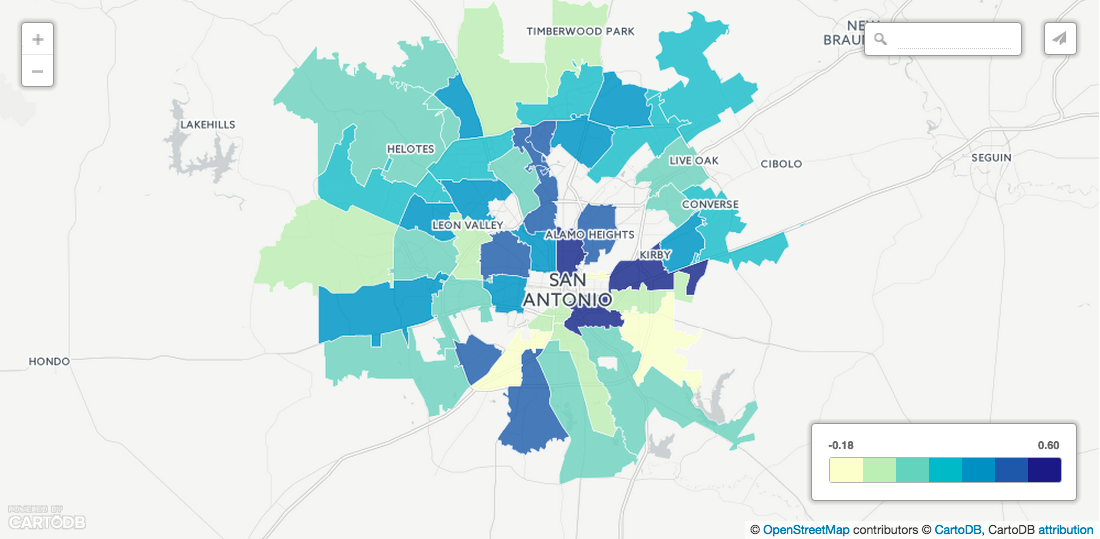 +
−
TIMBERWOOD PARK
NEW
BRAU
LAKEHILLS
HELOTES
LIVE OAK
CIBOLO
SEGUIN
CONVERSE
LEON VALLEY
ALAMO HEIGHTS
KIRBY
SAN
ANTONIO
HONDO
-0.18 0.60
POWERED BY
CARTODB
© OpenStreetMap contributors © CartoDB, CartoDB attribution